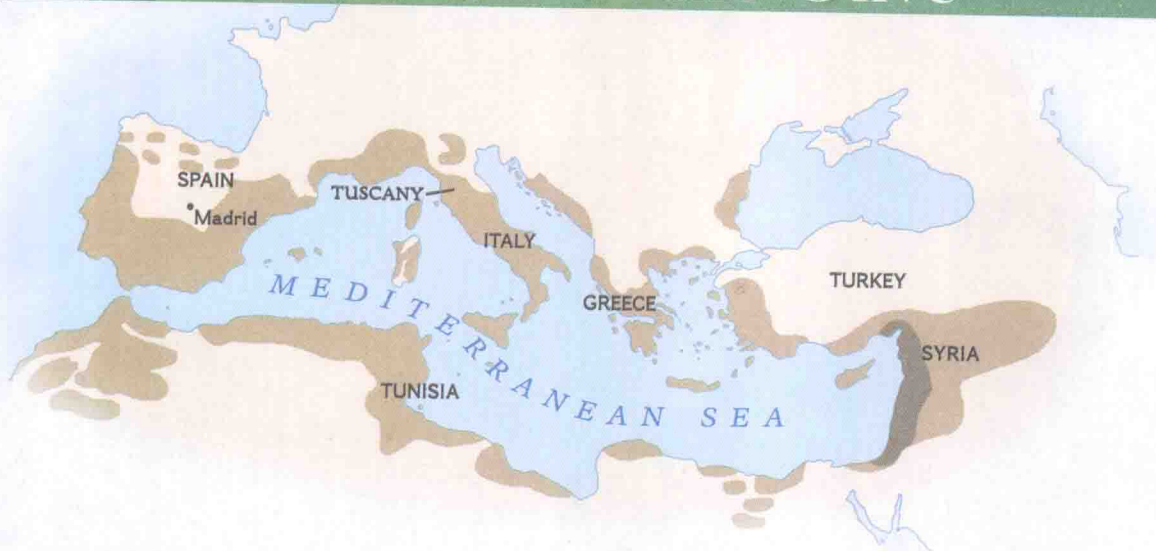 SPAIN
Madrid
TUSCANY
ITALY
GREECE
TURKEY
SYRIA
TUNISIA
MEDITERRANEAN SEA